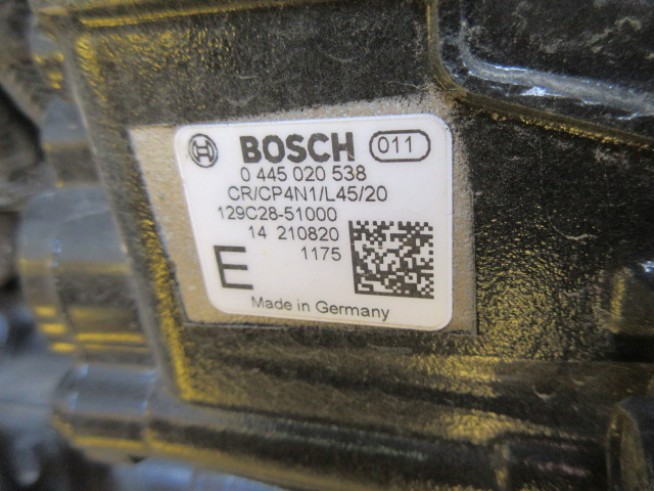 BOSCH 011
0 445 020 538
CR/CP4N1/L45/20
129C28-51000
14 210820
E 1175
Made in Germany